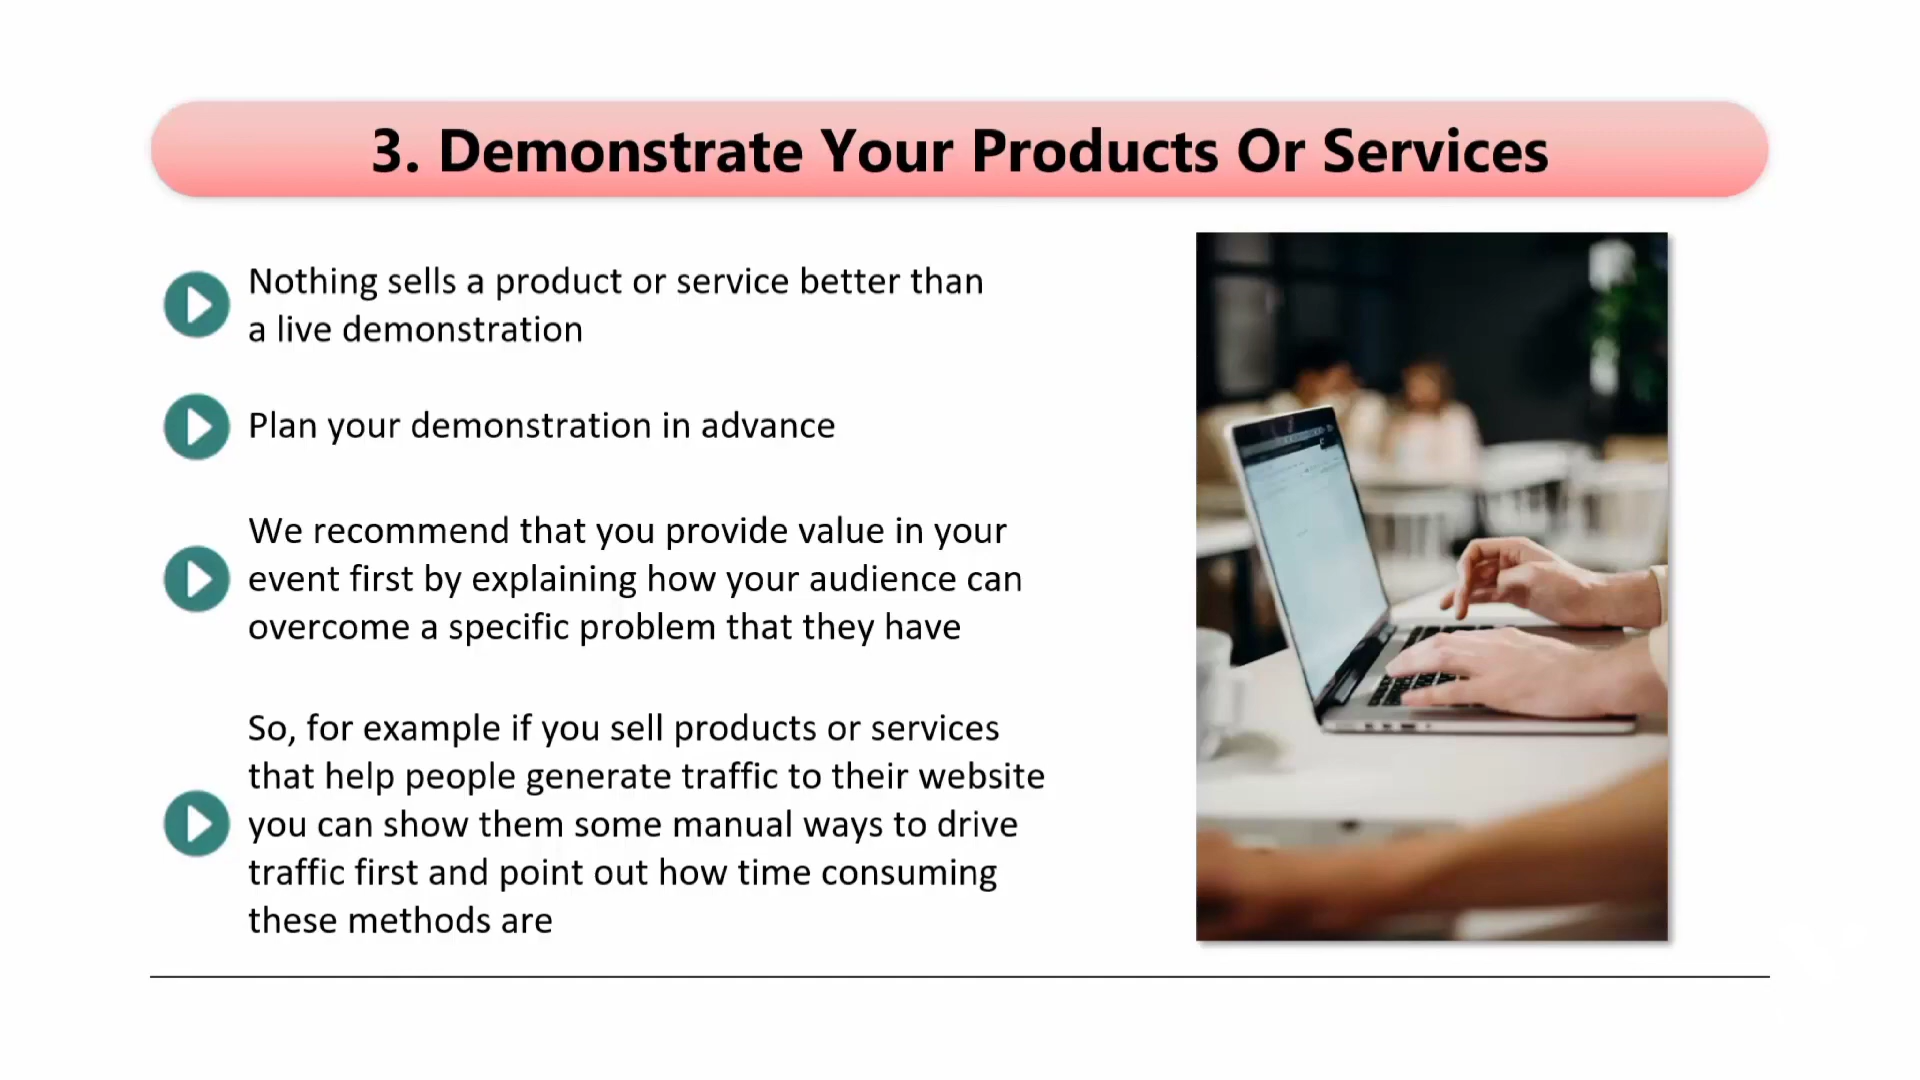 3. Demonstrate Your Products Or Services
Nothing sells a product or service better than
a live demonstration
Plan your demonstration in advance
We recommend that you provide value in your
event first by explaining how your audience can
overcome a specific problem that they have
So, for example if you sell products or services
that help people generate traffic to their website
you can show them some manual ways to drive
traffic first and point out how time consuming
these methods are